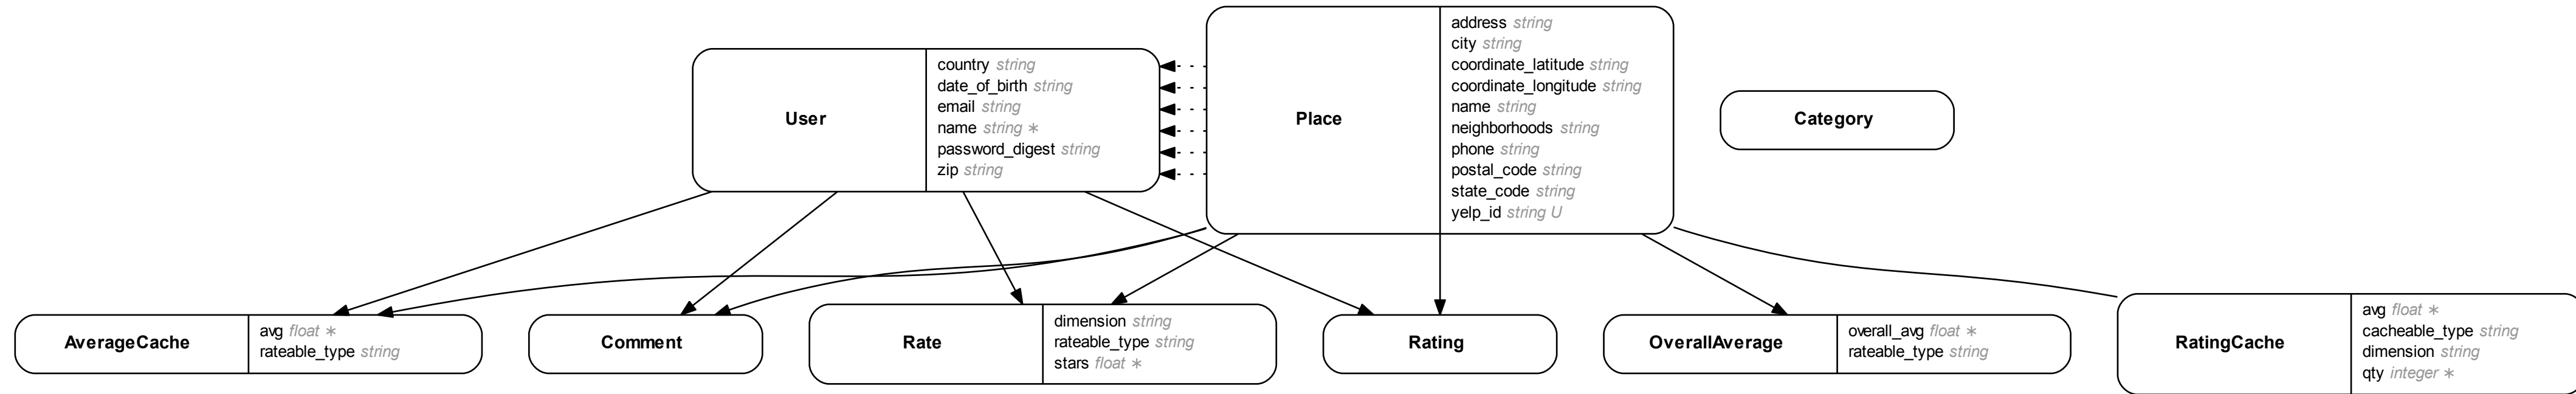 User
country string
date_of_birth string
email string
name string ∗
password_digest string
zip string
Place
address string
city string
coordinate_latitude string
coordinate_longitude string
name string
neighborhoods string
phone string
postal_code string
state_code string
yelp_id string U
Category
AverageCache
avg float ∗
rateable_type string
Comment
Rate
dimension string
rateable_type string
stars float ∗
Rating
OverallAverage
overall_avg float ∗
rateable_type string
RatingCache
avg float ∗
cacheable_type string
dimension string
qty integer ∗